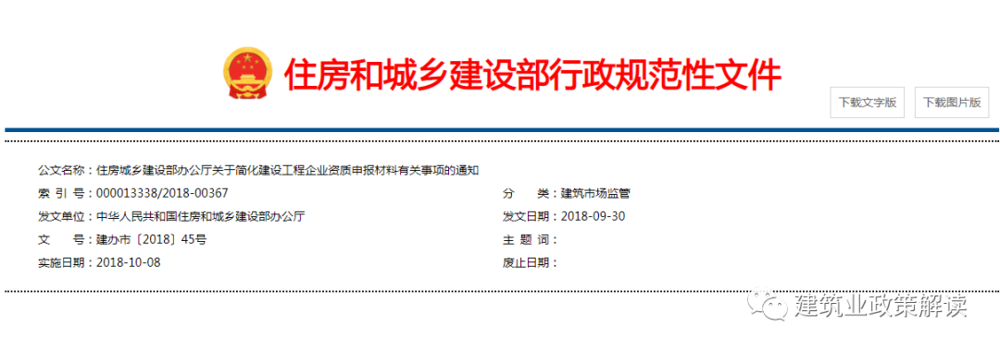 住房和城乡建设部行政规范性文件
下载文字版 下载图片版
公文名称：住房城乡建设部办公厅关于简化建设工程企业资质申报材料有关事项的通知
索 引 号：000013338/2018-00367 分 类：建筑市场监管
发文单位：中华人民共和国住房和城乡建设部办公厅 发文日期：2018-09-30
文 号：建办市〔2018〕45号 主 题 词：
实施日期：2018-10-08 废止日期：
建筑业政策解读